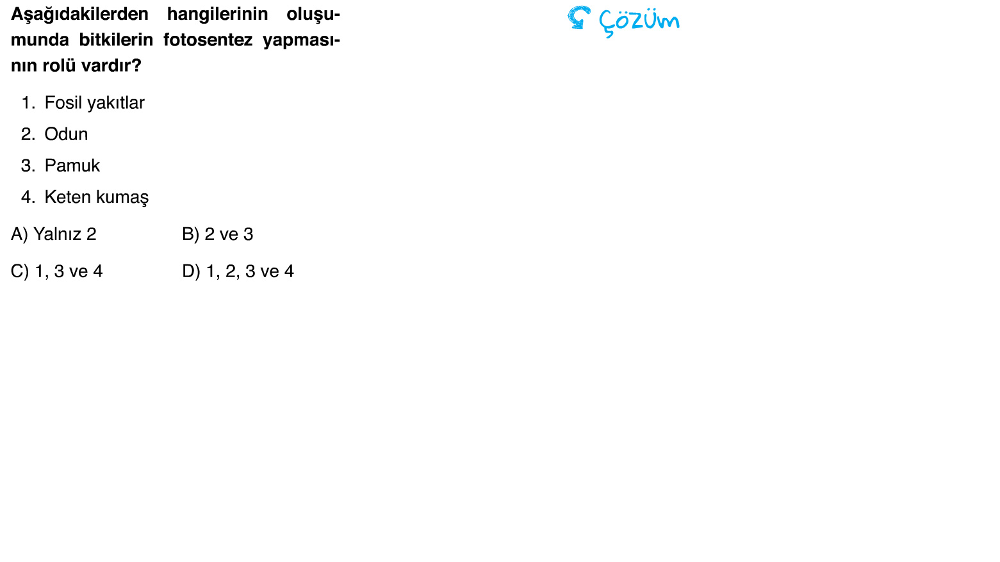 Aşağıdakilerden hangilerinin oluşu-
munda bitkilerin fotosentez yapması-
nın rolü vardır?
1. Fosil yakıtlar
2. Odun
3. Pamuk
4. Keten kumaş
A) Yalnız 2 B) 2 ve 3
C) 1, 3 ve 4 D) 1, 2, 3 ve 4
Çözüm